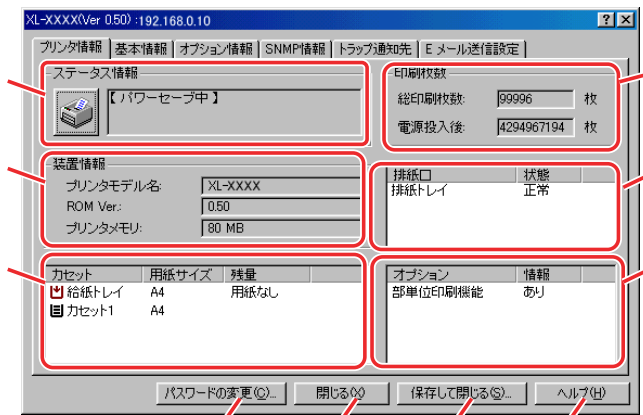 XL-XXXX(Ver 0.50) :192.168.0.10
プリンタ情報 基本情報 オプション情報 SNMP情報 トラップ通知先 Eメール送信設定
ステータス情報
【パワーセーブ中】
印刷枚数
総印刷枚数: 99996 枚
電源投入後: 4294967194 枚
装置情報
プリンタモデル名: XL-XXXX
ROM Ver.: 0.50
プリンタメモリ: 80 MB
排紙口 状態
排紙トレイ 正常
カセット 用紙サイズ 残量
給紙トレイ A4 用紙なし
カセット1 A4
オプション 情報
部単位印刷機能 あり
パスワードの変更(C)... 閉じる(X) 保存して閉じる(S)... ヘルプ(H)